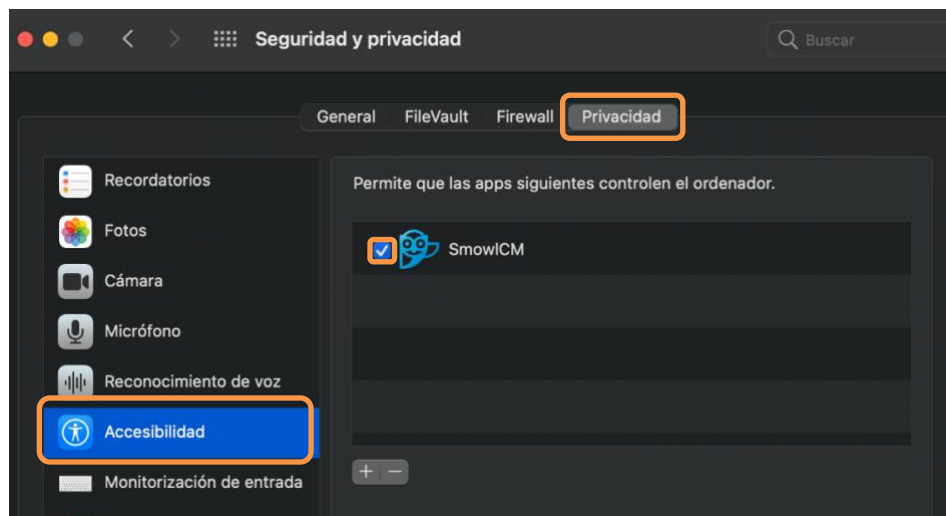 Seguridad y privacidad
Buscar
General FileVault Firewall Privacidad
Recordatorios
Fotos
Cámara
Micrófono
Reconocimiento de voz
Accesibilidad
Monitorización de entrada
Permite que las apps siguientes controlen el ordenador.
SmowlCM